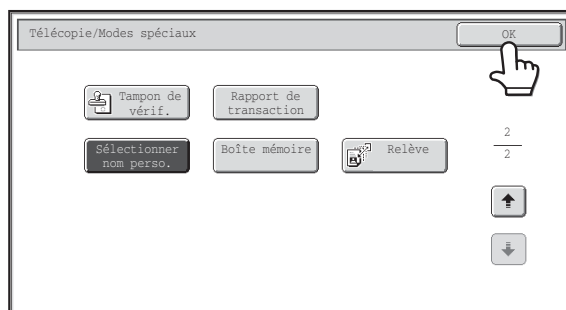 Télécopie/Modes spéciaux
OK
Tampon de
vérif.
Rapport de
transaction
Sélectionner
nom perso.
Boîte mémoire
Relève
2
2